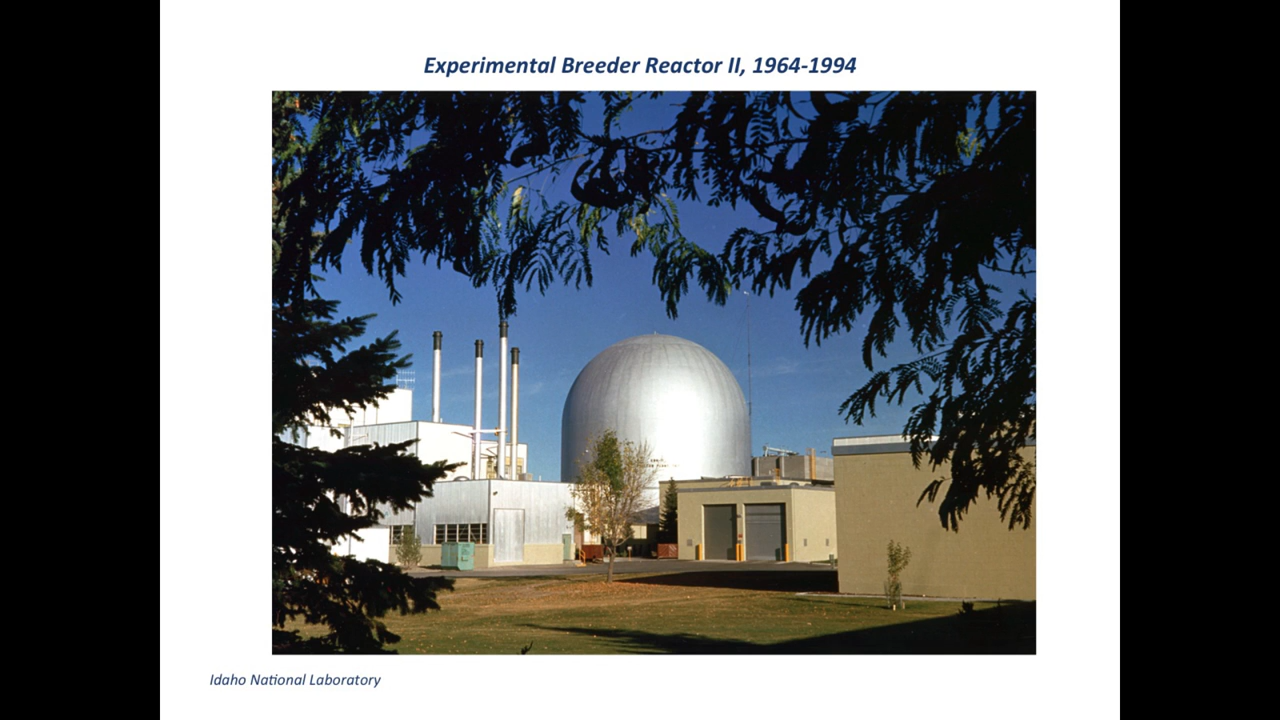 Experimental Breeder Reactor II, 1964-1994
Idaho National Laboratory